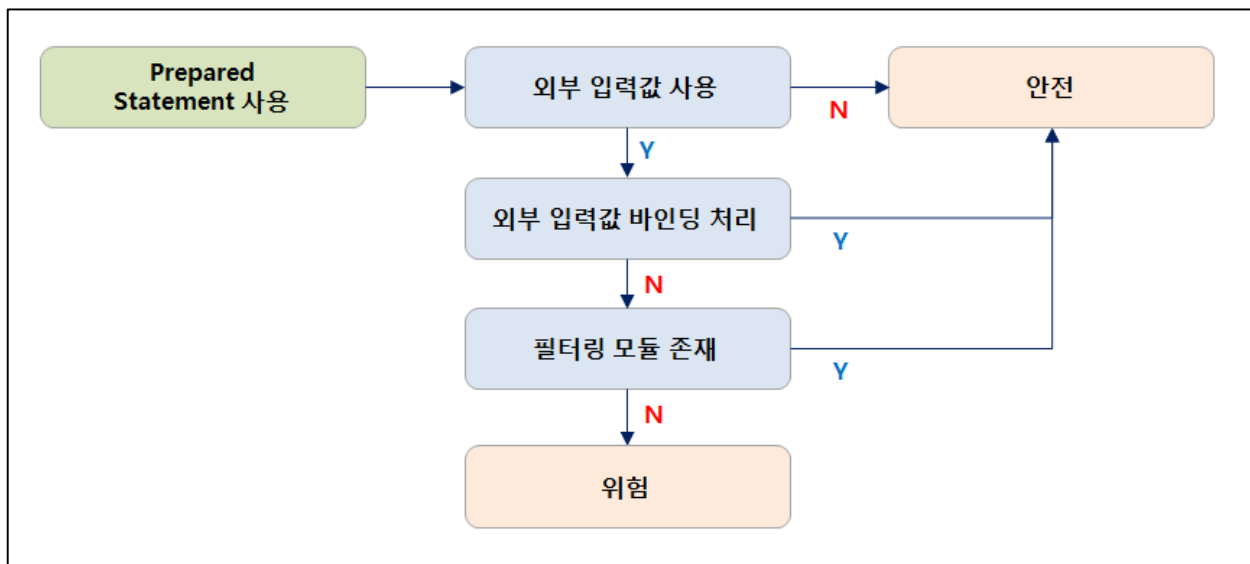 Prepared
Statement 사용
외부 입력값 사용
N
안전
Y
외부 입력값 바인딩 처리
Y
N
필터링 모듈 존재
Y
N
위험